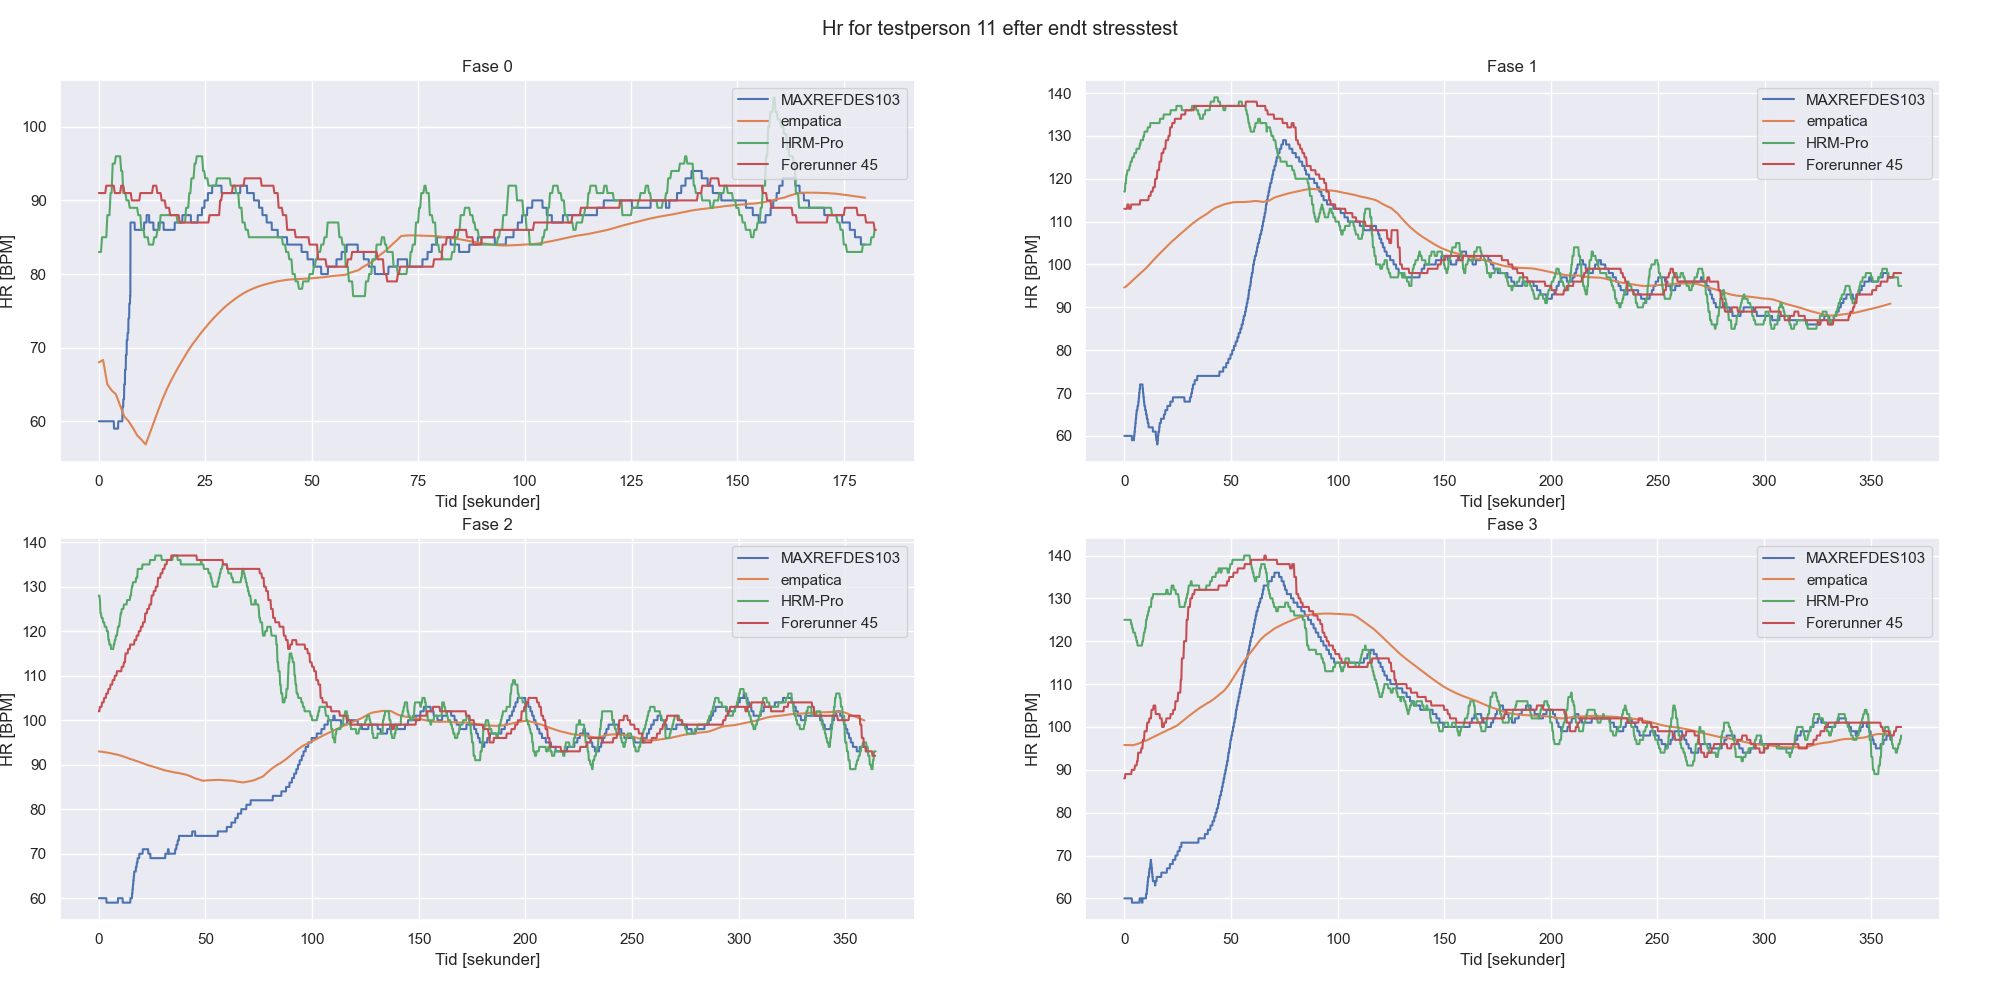 Hr for testperson 11 efter endt stresstest
Fase 0
HR [BPM]
100
90
80
70
60
MAXREFDES103
empatica
HRM-Pro
Forerunner 45
0 25 50 75 100 125 150 175
Tid [sekunder]
Fase 1
HR [BPM]
140
130
120
110
100
90
80
70
60
MAXREFDES103
empatica
HRM-Pro
Forerunner 45
0 50 100 150 200 250 300 350
Tid [sekunder]
Fase 2
HR [BPM]
140
130
120
110
100
90
80
70
60
MAXREFDES103
empatica
HRM-Pro
Forerunner 45
0 50 100 150 200 250 300 350
Tid [sekunder]
Fase 3
HR [BPM]
140
130
120
110
100
90
80
70
60
MAXREFDES103
empatica
HRM-Pro
Forerunner 45
0 50 100 150 200 250 300 350
Tid [sekunder]